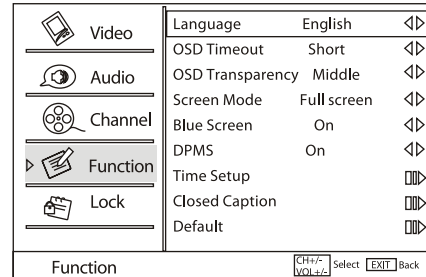 Video
Audio
Channel
Function
Lock
Language English
OSD Timeout Short
OSD Transparency Middle
Screen Mode Full screen
Blue Screen On
DPMS On
Time Setup
Closed Caption
Default
Function
CH+/-
VOL+/- Select EXIT Back